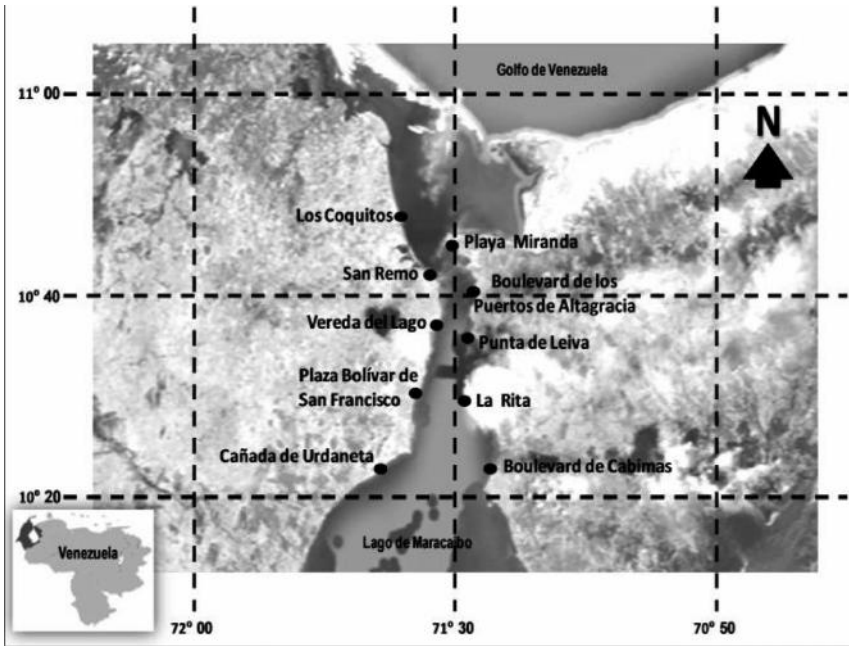 Golfo de Venezuela
11° 00
N
Los Coquitos
Playa Miranda
San Remo
Boulevard de los
Puertos de Altagracia
10° 40
Vereda del Lago
Punta de Leiva
Plaza Bolívar de
San Francisco
La Rita
Cañada de Urdaneta
Boulevard de Cabimas
10° 20
Venezuela
Lago de Maracaibo
72° 00
71° 30
70° 50